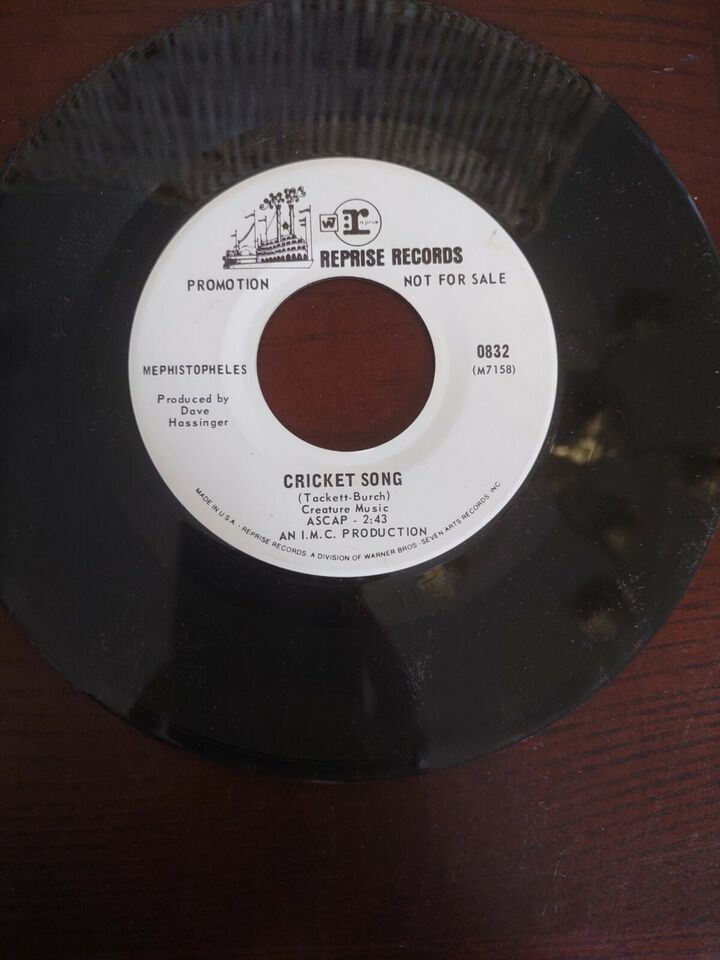 W
r
reprise
REPRISE RECORDS
PROMOTION NOT FOR SALE
MEPHISTOPHELES
0832
(M7158)
Produced by
Dave
Hassinger
CRICKET SONG
(Tackett-Burch)
Creature Music
ASCAP - 2:43
AN I.M.C. PRODUCTION
MADE IN U.S.A. - REPRISE RECORDS, A DIVISION OF WARNER BROS - SEVEN ARTS RECORDS, INC